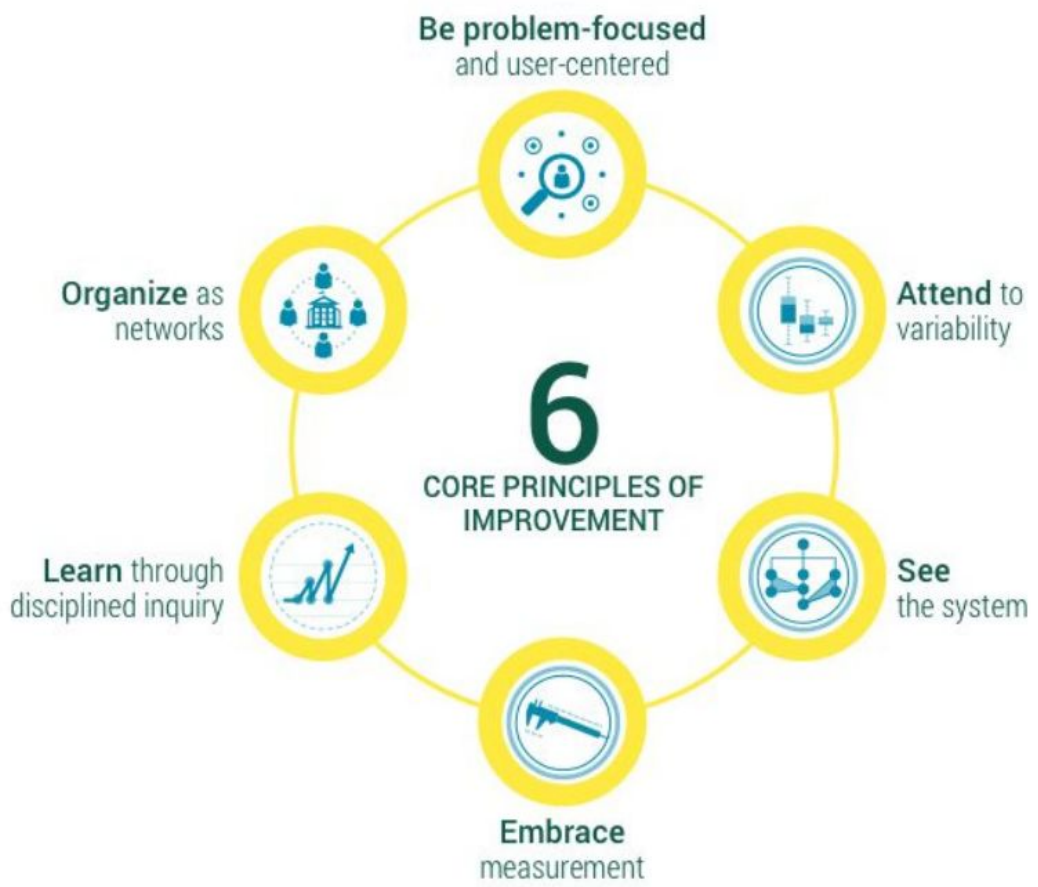 Be problem-focused
and user-centered
Attend to
variability
See
the system
Embrace
measurement
Learn through
disciplined inquiry
Organize as
networks
6
CORE PRINCIPLES OF
IMPROVEMENT